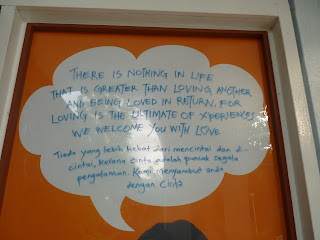 THERE IS NOTHING IN LIFE
THAT IS GREATER THAN LOVING ANOTHER
AND BEING LOVED IN RETURN, FOR
LOVING IS THE ULTIMATE OF XPERIENCES
WE WELCOME YOU WITH LOVE
Tiada yang lebih hebat dari mencintai dan di-
cintai, kerana cinta adalah puncak segala
pengalaman. Kami menyambut anda
dengan Cinta